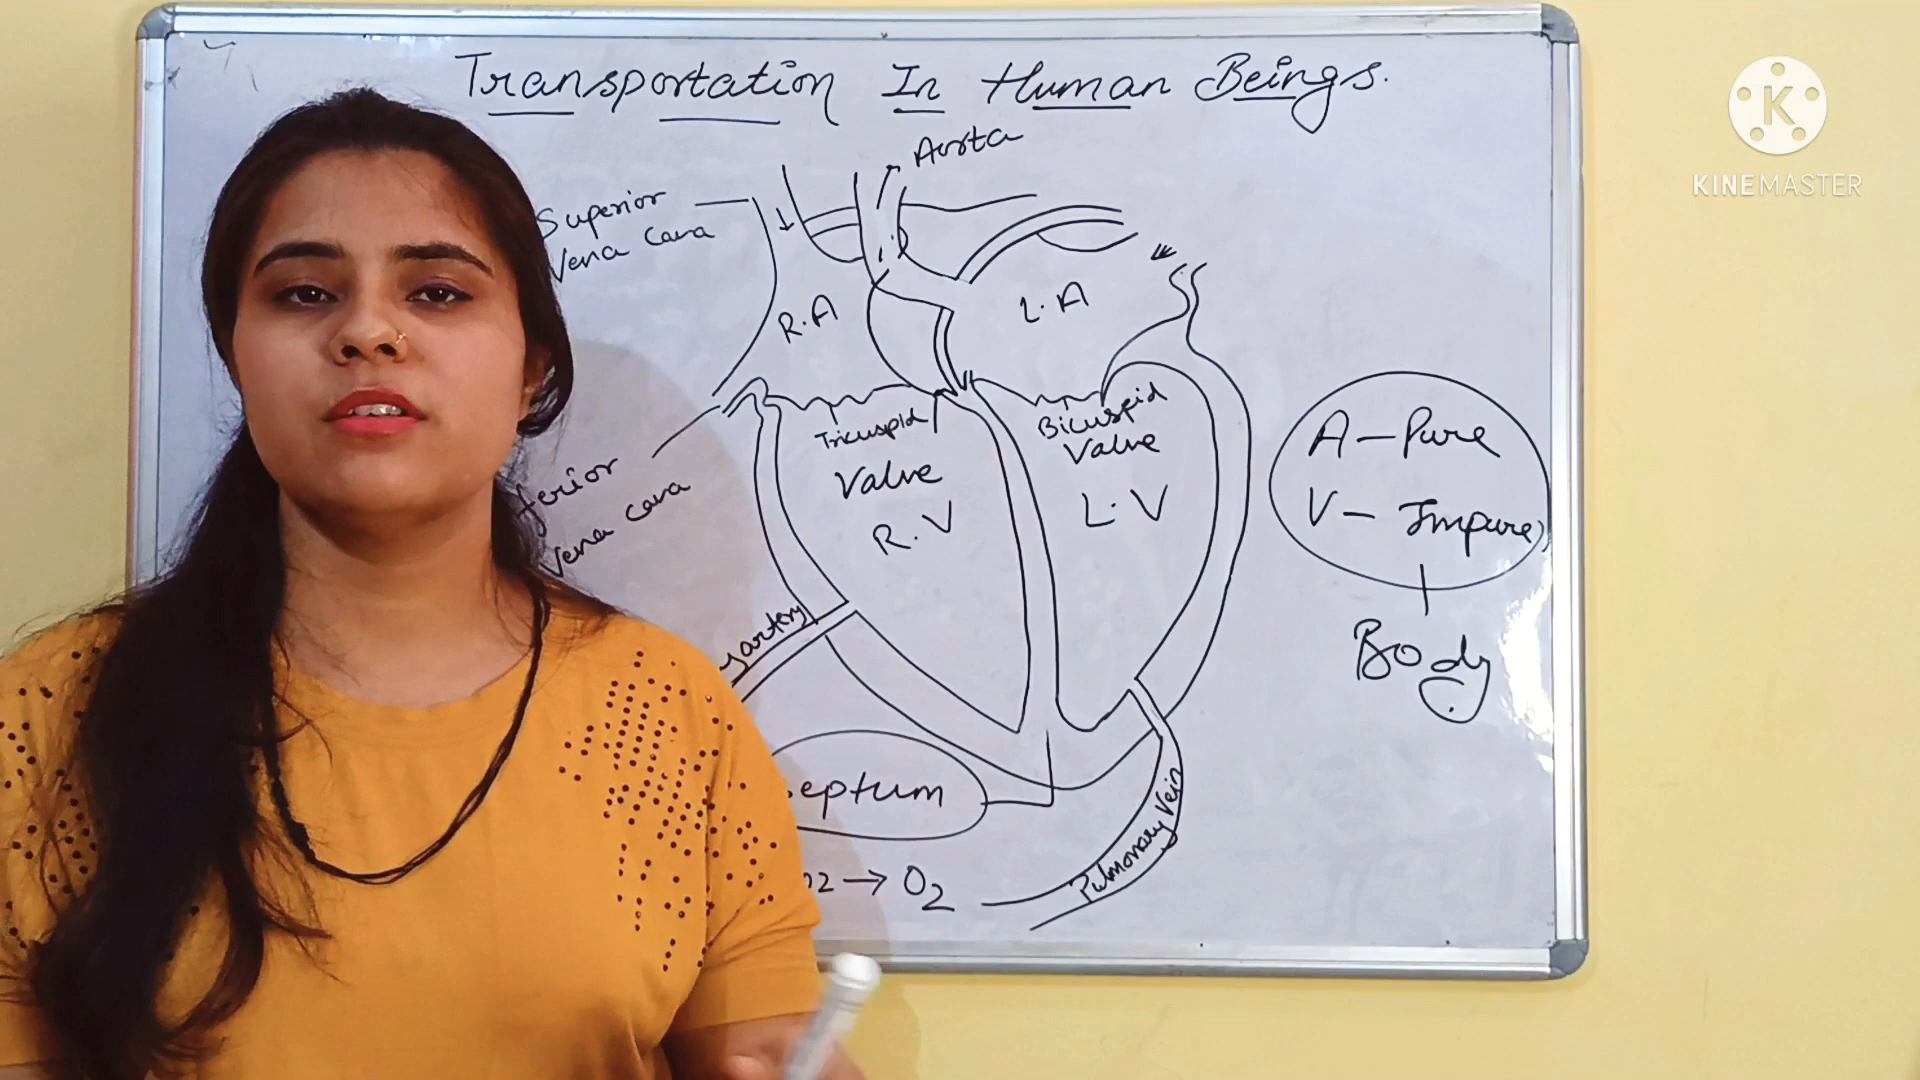 Transportation In Human Beings.
Aorta
Superior
Vena Cava
R.A
L.A
Tricuspid
Valve
R.V
Bicuspid
Valve
L.V
ferior
Vena cava
artery
eptum
Pulmonary Vein
O2 → O2
A - Pure
V - Impure
Body
KINEMASTER